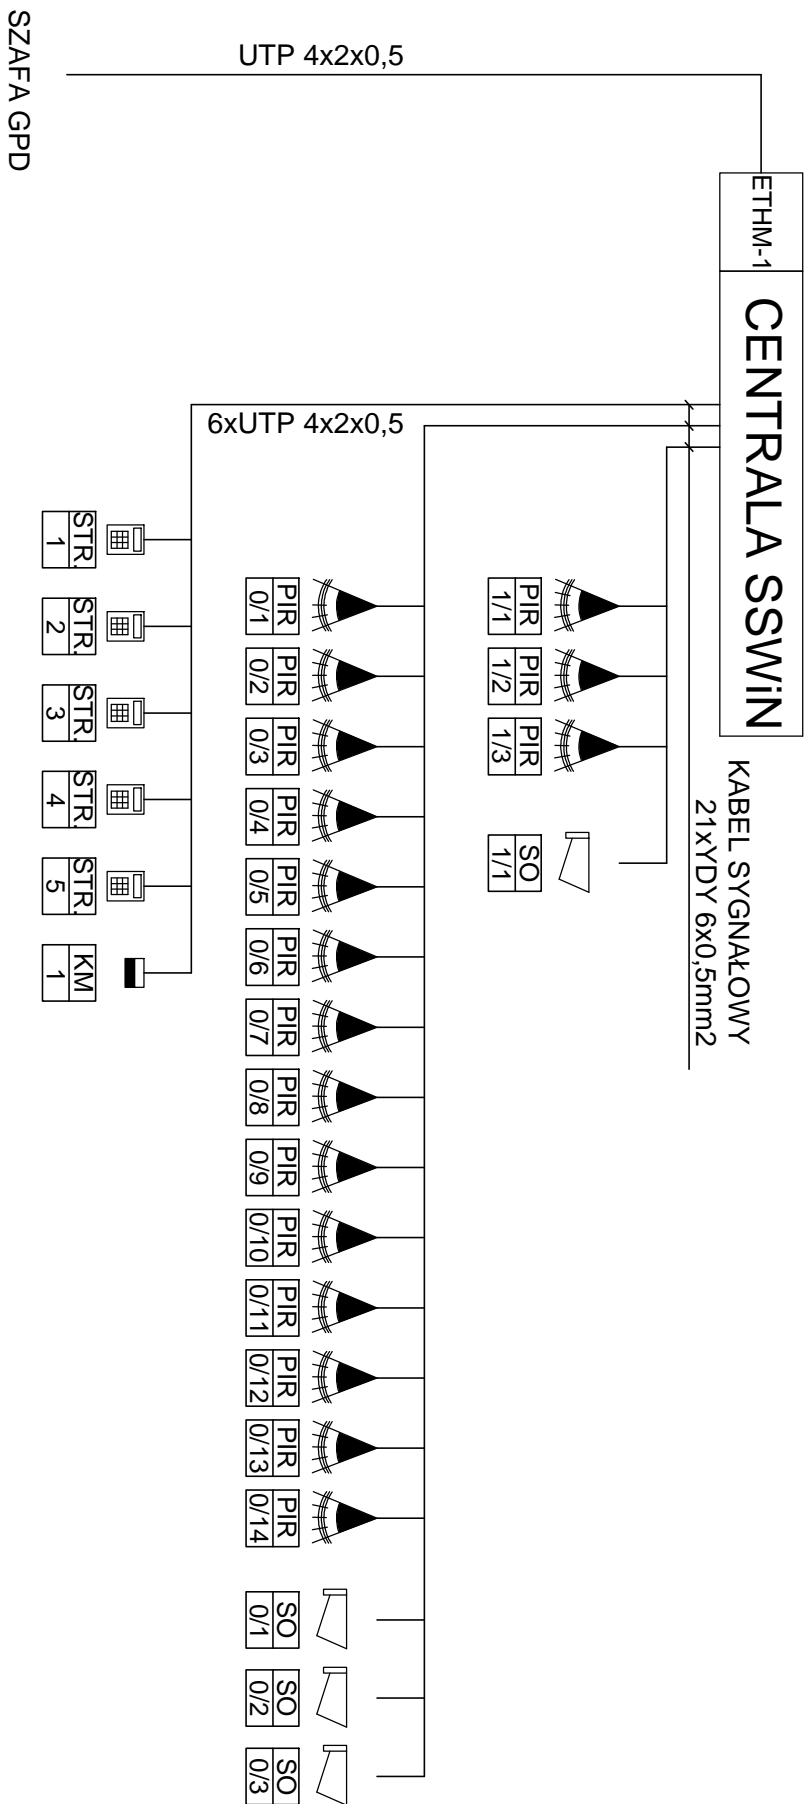 SZAFA GPD
UTP 4x2x0,5
ETHM-1
CENTRALA SSWiN
KABEL SYGNAŁOWY
21xYDY 6x0,5mm2
6xUTP 4x2x0,5
PIR
1/1
PIR
1/2
PIR
1/3
SO
1/1
PIR
0/1
PIR
0/2
PIR
0/3
PIR
0/4
PIR
0/5
PIR
0/6
PIR
0/7
PIR
0/8
PIR
0/9
PIR
0/10
PIR
0/11
PIR
0/12
PIR
0/13
PIR
0/14
SO
0/1
SO
0/2
SO
0/3
STR.
1
STR.
2
STR.
3
STR.
4
STR.
5
KM
1